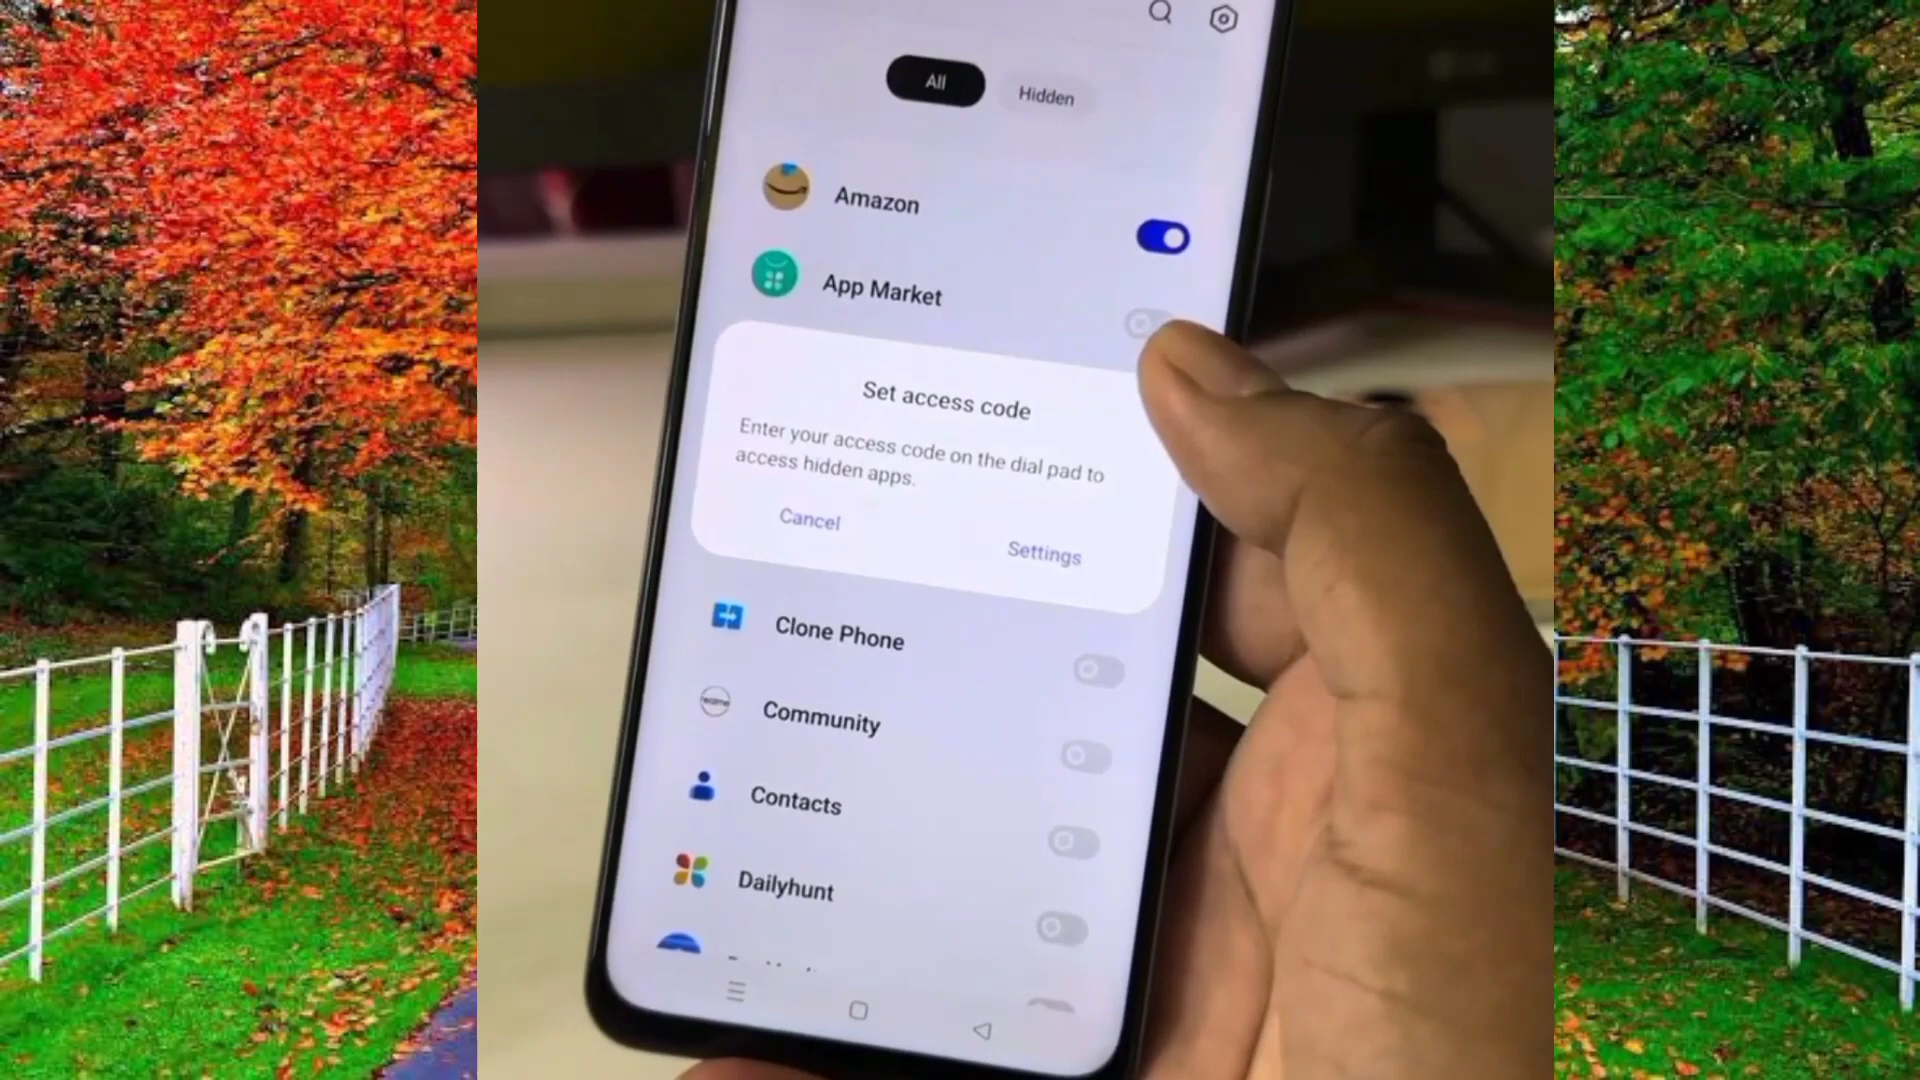 All
Hidden
Amazon
App Market
Set access code
Enter your access code on the dial pad to
access hidden apps.
Cancel
Settings
Clone Phone
realme
Community
Contacts
Dailyhunt